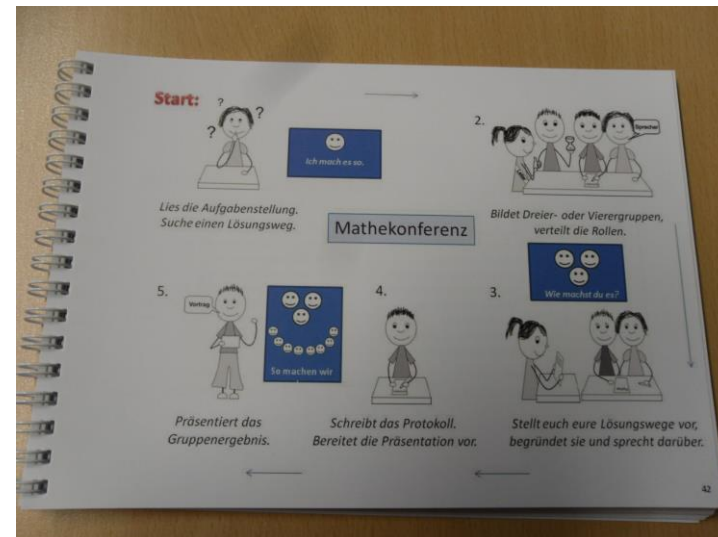 Start:
? ? ?
Ich mach es so.
Lies die Aufgabenstellung.
Suche einen Lösungsweg.
2.
Sprecher
Bildet Dreier- oder Vierergruppen,
verteilt die Rollen.
Mathekonferenz
Wie machst du es?
3.
Stellt euch eure Lösungswege vor,
begründet sie und sprecht darüber.
4.
Schreibt das Protokoll.
Bereitet die Präsentation vor.
5.
Vortrag
So machen wir
Präsentiert das
Gruppenergebnis.
42